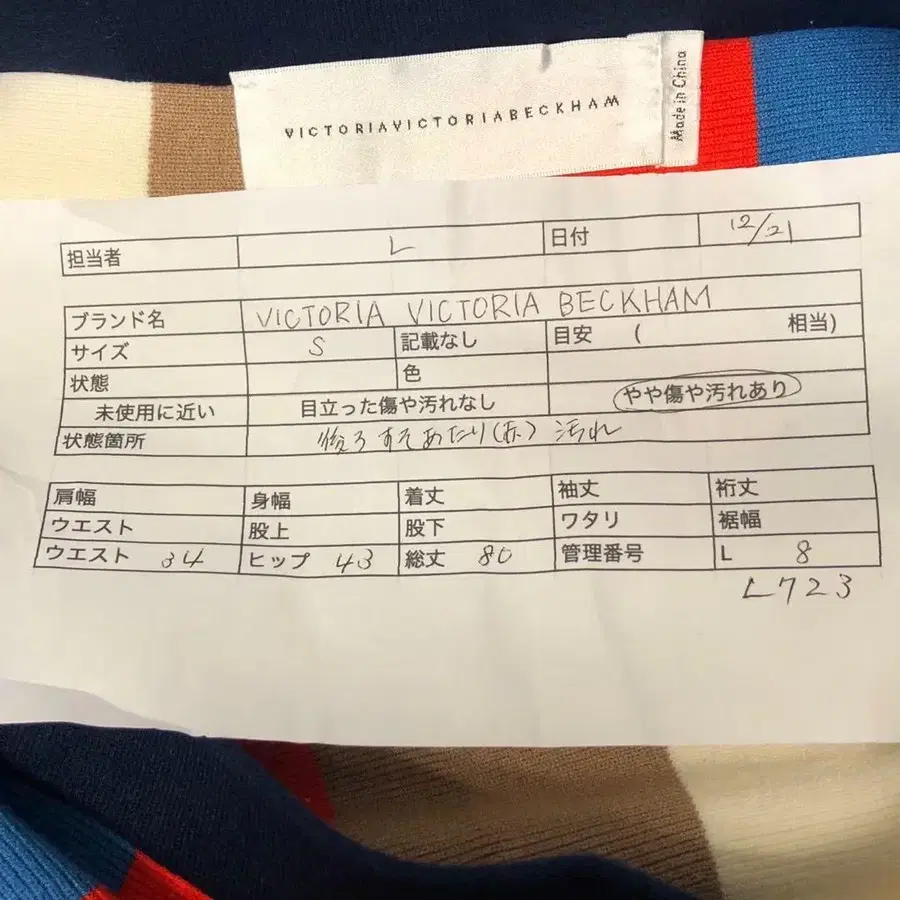 VICTORIAVICTORIABECKHAM
Made in China
担当者 L 日付 12/21
ブランド名 VICTORIA VICTORIA BECKHAM
サイズ S 記載なし 目安 ( 相当)
状態 色
未使用に近い 目立った傷や汚れなし やや傷や汚れあり
状態箇所 後ろすそあたり(赤) 汚れ
肩幅 身幅 着丈 袖丈 裄丈
ウエスト 股上 股下 ワタリ 裾幅
ウエスト 34 ヒップ 43 総丈 80 管理番号 L 8
L723